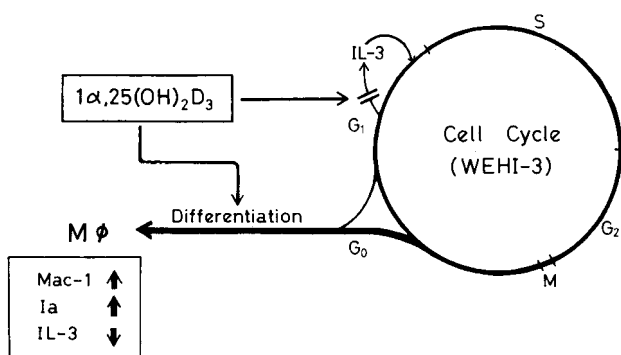 S
IL-3
1α,25(OH)₂D₃
G₁
Cell Cycle
(WEHI-3)
Differentiation
Mϕ
G₀
G₂
M
Mac-1 ⬆
Ia ⬆
IL-3 ⬇